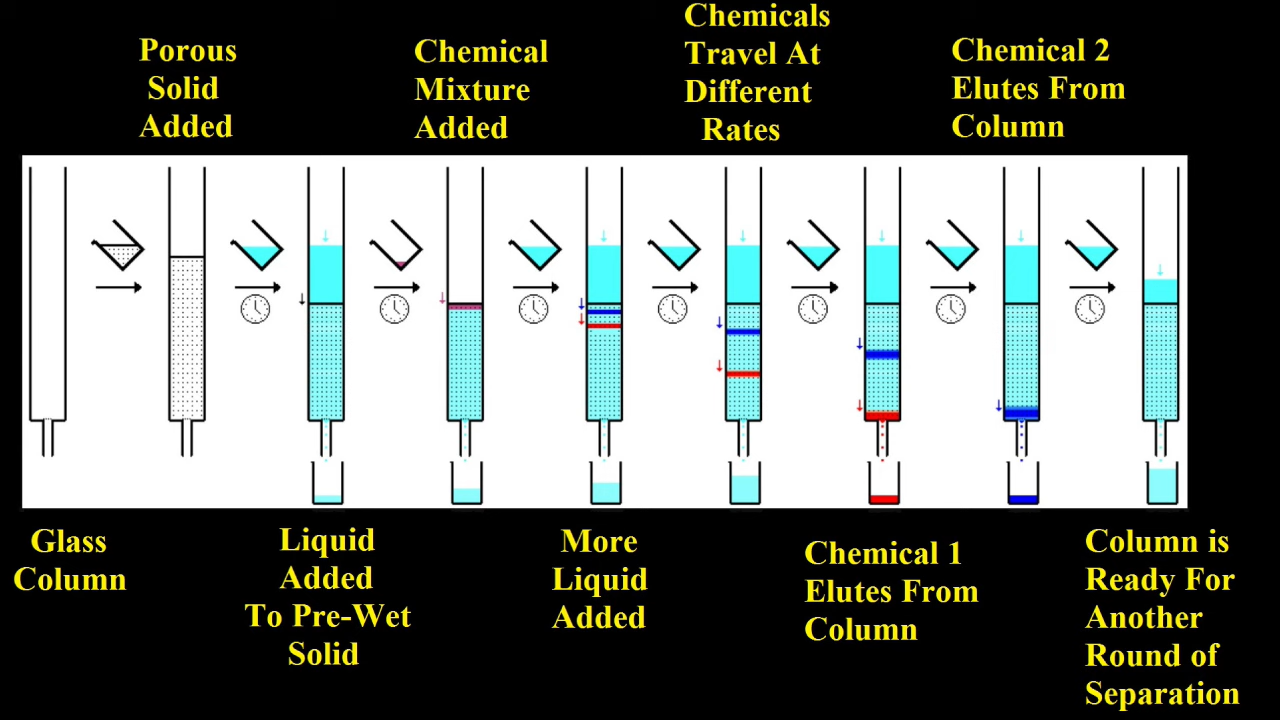 Porous
Solid
Added
Chemical
Mixture
Added
Chemicals
Travel At
Different
Rates
Chemical 2
Elutes From
Column
Glass
Column
Liquid
Added
To Pre-Wet
Solid
More
Liquid
Added
Chemical 1
Elutes From
Column
Column is
Ready For
Another
Round of
Separation